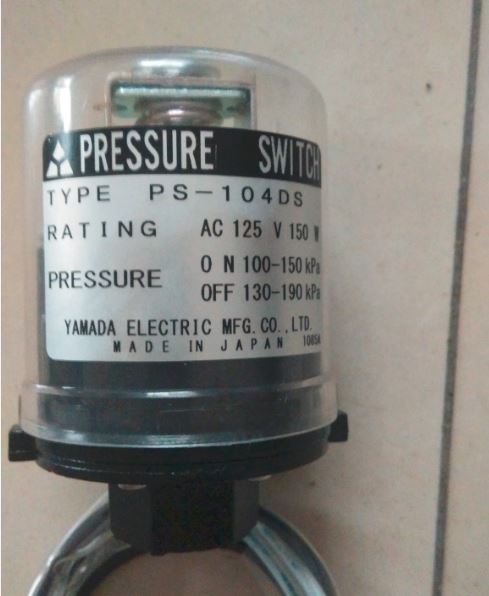 PRESSURE SWITCH
TYPE PS-104DS
RATING AC 125 V 150 W
PRESSURE ON 100-150 kPa
OFF 130-190 kPa
YAMADA ELECTRIC MFG. CO., LTD.
MADE IN JAPAN